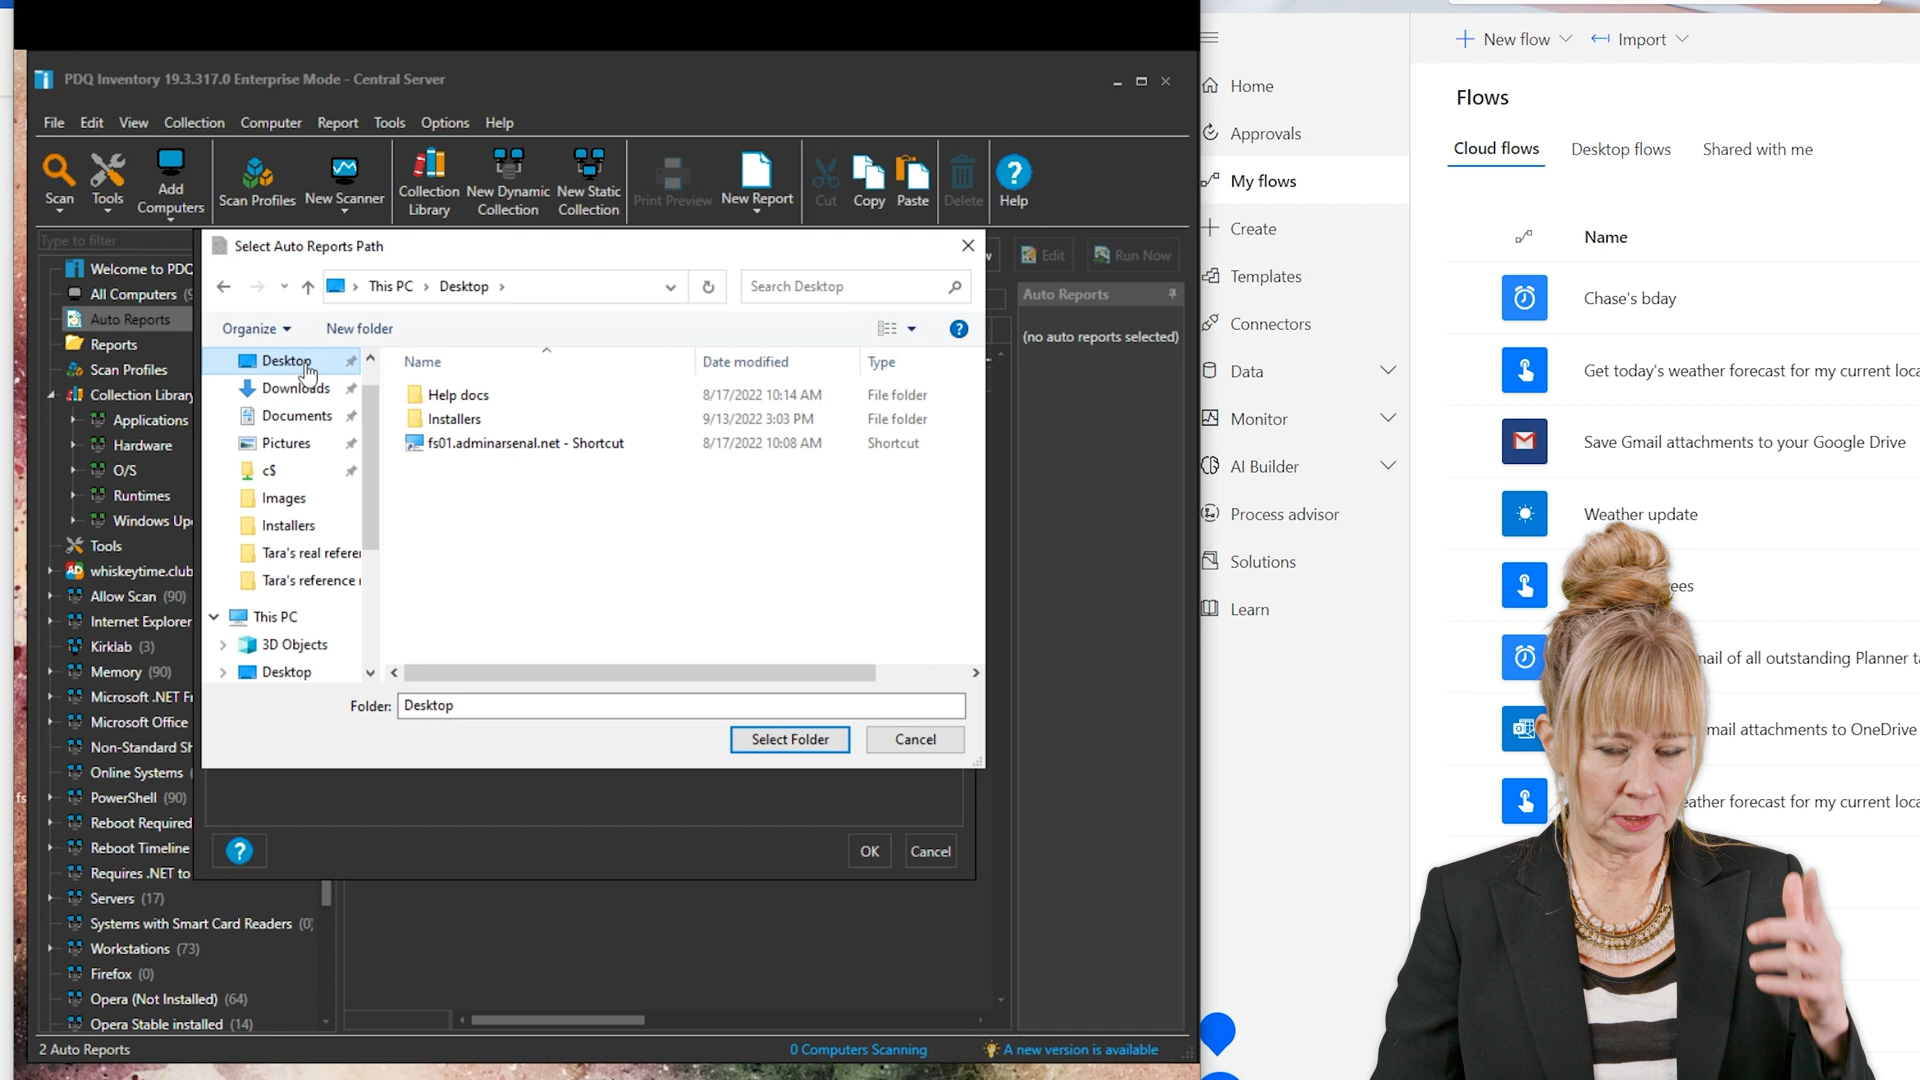 PDQ Inventory 19.3.317.0 Enterprise Mode - Central Server
File Edit View Collection Computer Report Tools Options Help
Scan
Tools
Add Computers
Scan Profiles
New Scanner
Collection Library
New Dynamic Collection
New Static Collection
Print Preview
New Report
Cut
Copy
Paste
Delete
Help
Type to filter
Welcome to PDQ
All Computers
Auto Reports
Reports
Scan Profiles
Collection Library
Applications
Hardware
O/S
Runtimes
Windows Up
Tools
whiskeytime.club
Allow Scan (90)
Internet Explorer
Kirklab (3)
Memory (90)
Microsoft .NET Fr
Microsoft Office
Non-Standard Sh
Online Systems
PowerShell (90)
Reboot Required
Reboot Timeline
Requires .NET to
Servers (17)
Systems with Smart Card Readers (0)
Workstations (73)
Firefox (0)
Opera (Not Installed) (64)
Opera Stable installed (14)
2 Auto Reports
0 Computers Scanning
A new version is available
Edit
Run Now
Auto Reports
(no auto reports selected)
Select Auto Reports Path
This PC > Desktop >
Search Desktop
Organize
New folder
Desktop
Downloads
Documents
Pictures
c$
Images
Installers
Tara's real refere
Tara's reference
This PC
3D Objects
Desktop
Name Date modified Type
Help docs 8/17/2022 10:14 AM File folder
Installers 9/13/2022 3:03 PM File folder
fs01.adminarsenal.net - Shortcut 8/17/2022 10:08 AM Shortcut
Folder: Desktop
Select Folder
Cancel
OK
Cancel
fs
Home
Approvals
My flows
Create
Templates
Connectors
Data
Monitor
AI Builder
Process advisor
Solutions
Learn
New flow
Import
Flows
Cloud flows Desktop flows Shared with me
Name
Chase's bday
Get today's weather forecast for my current loca
Save Gmail attachments to your Google Drive
Weather update
ees
mail of all outstanding Planner ta
mail attachments to OneDrive
eather forecast for my current loca